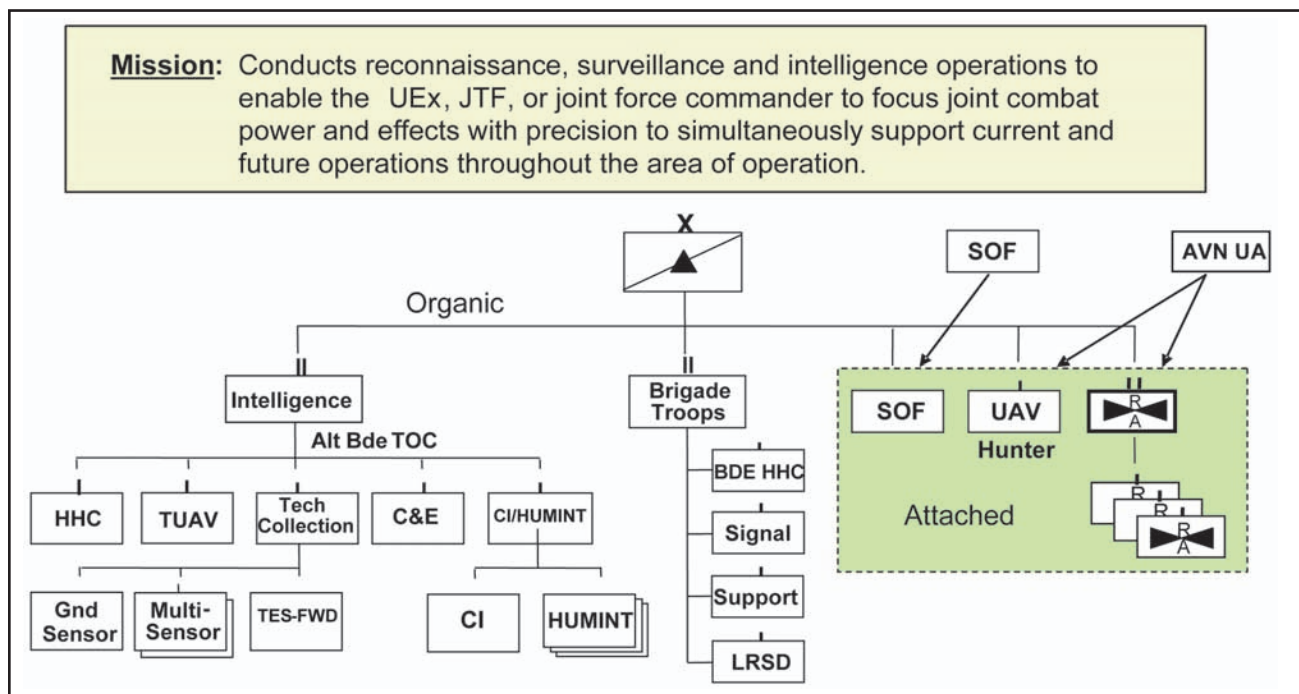 Mission: Conducts reconnaissance, surveillance and intelligence operations to
enable the UEx, JTF, or joint force commander to focus joint combat
power and effects with precision to simultaneously support current and
future operations throughout the area of operation.
X
SOF
AVN UA
Organic
II
II
II
Intelligence
Brigade
Troops
SOF
I
UAV
R
A
Hunter
Alt Bde TOC
I
HHC
I
TUAV
I
Tech
Collection
I
C&E
I
CI/HUMINT
I
BDE HHC
I
Signal
I
Support
I
LRSD
Attached
I
R
I
R
I
R
A
Gnd
Sensor
Multi-
Sensor
TES-FWD
CI
HUMINT